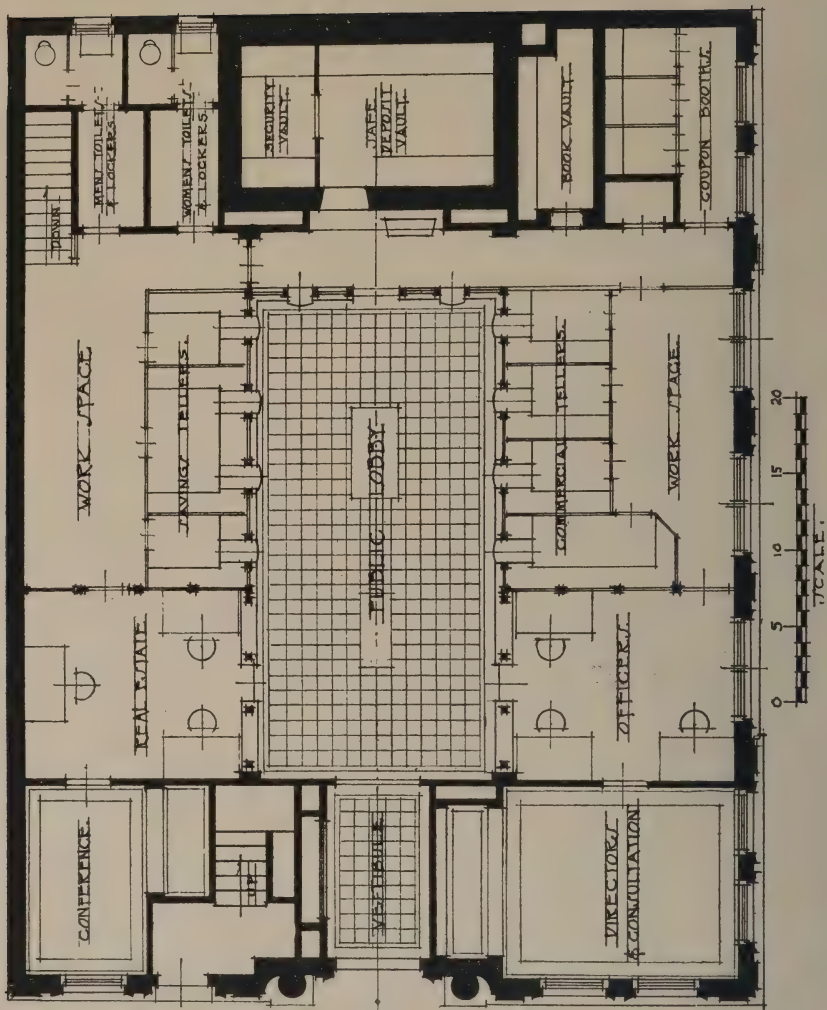 SECURITY
VAULT
SAFE
DEPOSIT
VAULT
BOOK VAULT
COUPON BOOTHS.
MENS TOILETS
& LOCKERS
WOMENS TOILETS
& LOCKERS
DOWN
WORK SPACE
SAVINGS TELLERS.
PUBLIC LOBBY
COMMERCIAL TELLERS.
WORK SPACE.
REAL ESTATE
OFFICERS.
CONFERENCE.
UP
VESTIBULE
DIRECTORS
& CONSULTATION
0 5 10 15 20
SCALE.